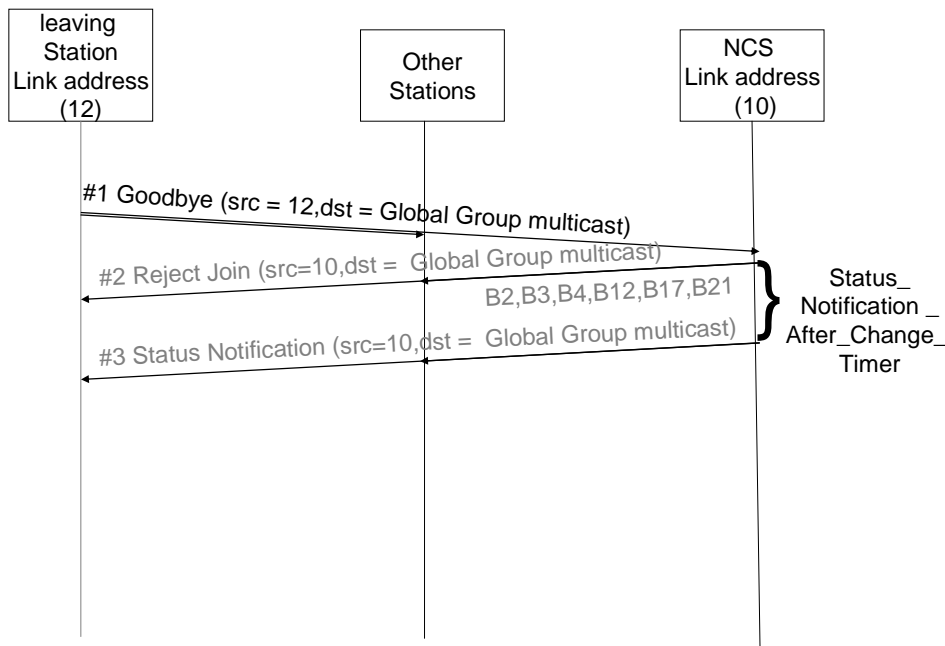 leaving
Station
Link address
(12)
Other
Stations
NCS
Link address
(10)
#1 Goodbye (src = 12,dst = Global Group multicast)
#2 Reject Join (src=10,dst =  Global Group multicast)
B2,B3,B4,B12,B17,B21
#3 Status Notification (src=10,dst =  Global Group multicast)
Status_
Notification _
After_Change_
Timer